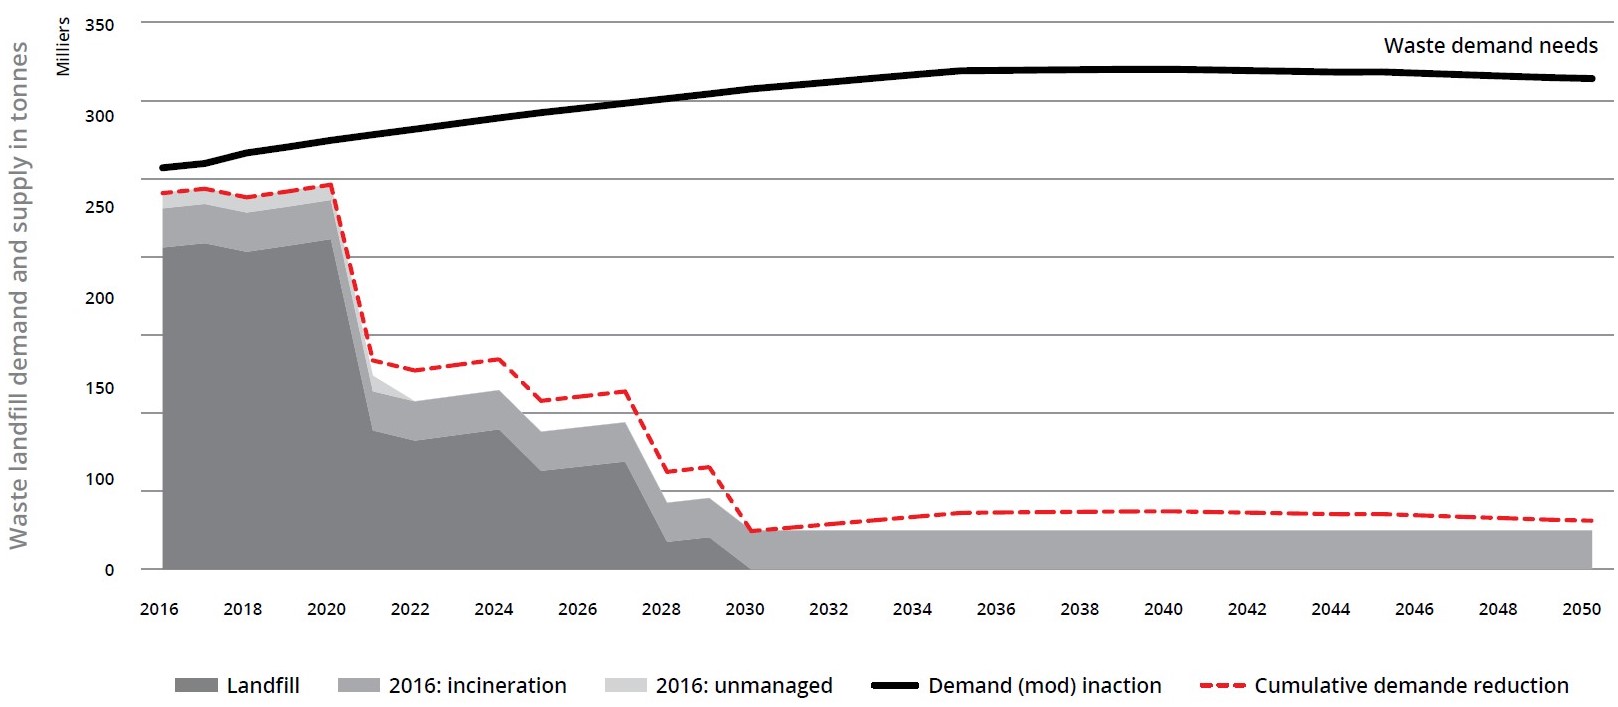 Waste landfill demand and supply in tonnes
Milliers
350
300
250
200
150
100
0
Waste demand needs
2016 2018 2020 2022 2024 2026 2028 2030 2032 2034 2036 2038 2040 2042 2044 2046 2048 2050
Landfill 2016: incineration 2016: unmanaged Demand (mod) inaction Cumulative demande reduction